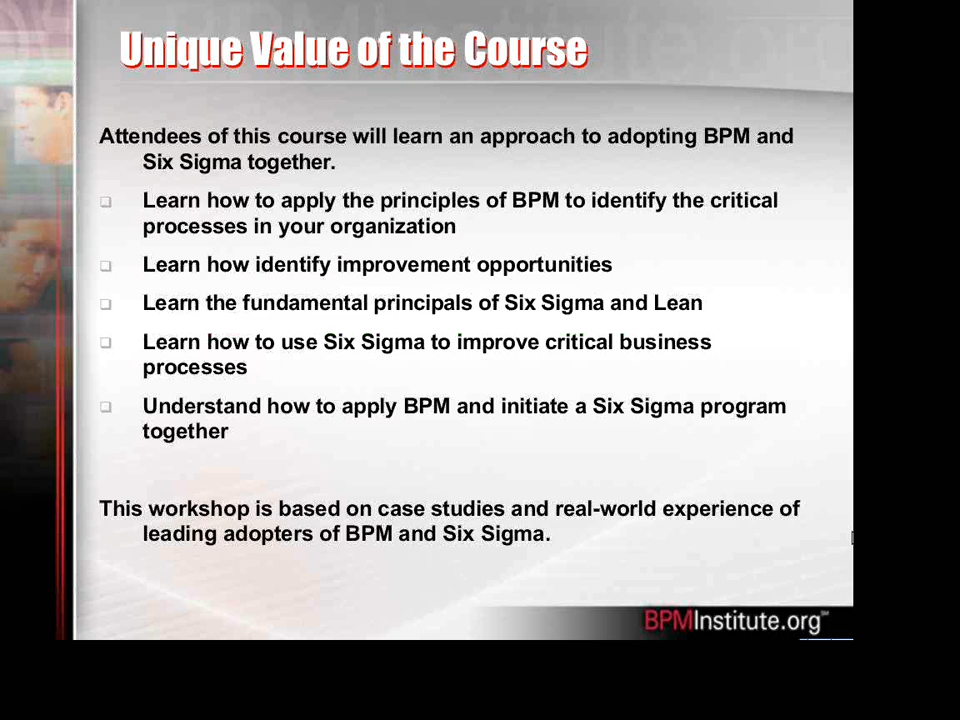 Unique Value of the Course
Attendees of this course will learn an approach to adopting BPM and
Six Sigma together.
Learn how to apply the principles of BPM to identify the critical
processes in your organization
Learn how identify improvement opportunities
Learn the fundamental principals of Six Sigma and Lean
Learn how to use Six Sigma to improve critical business
processes
Understand how to apply BPM and initiate a Six Sigma program
together
This workshop is based on case studies and real-world experience of
leading adopters of BPM and Six Sigma.
BPMInstitute.org℠